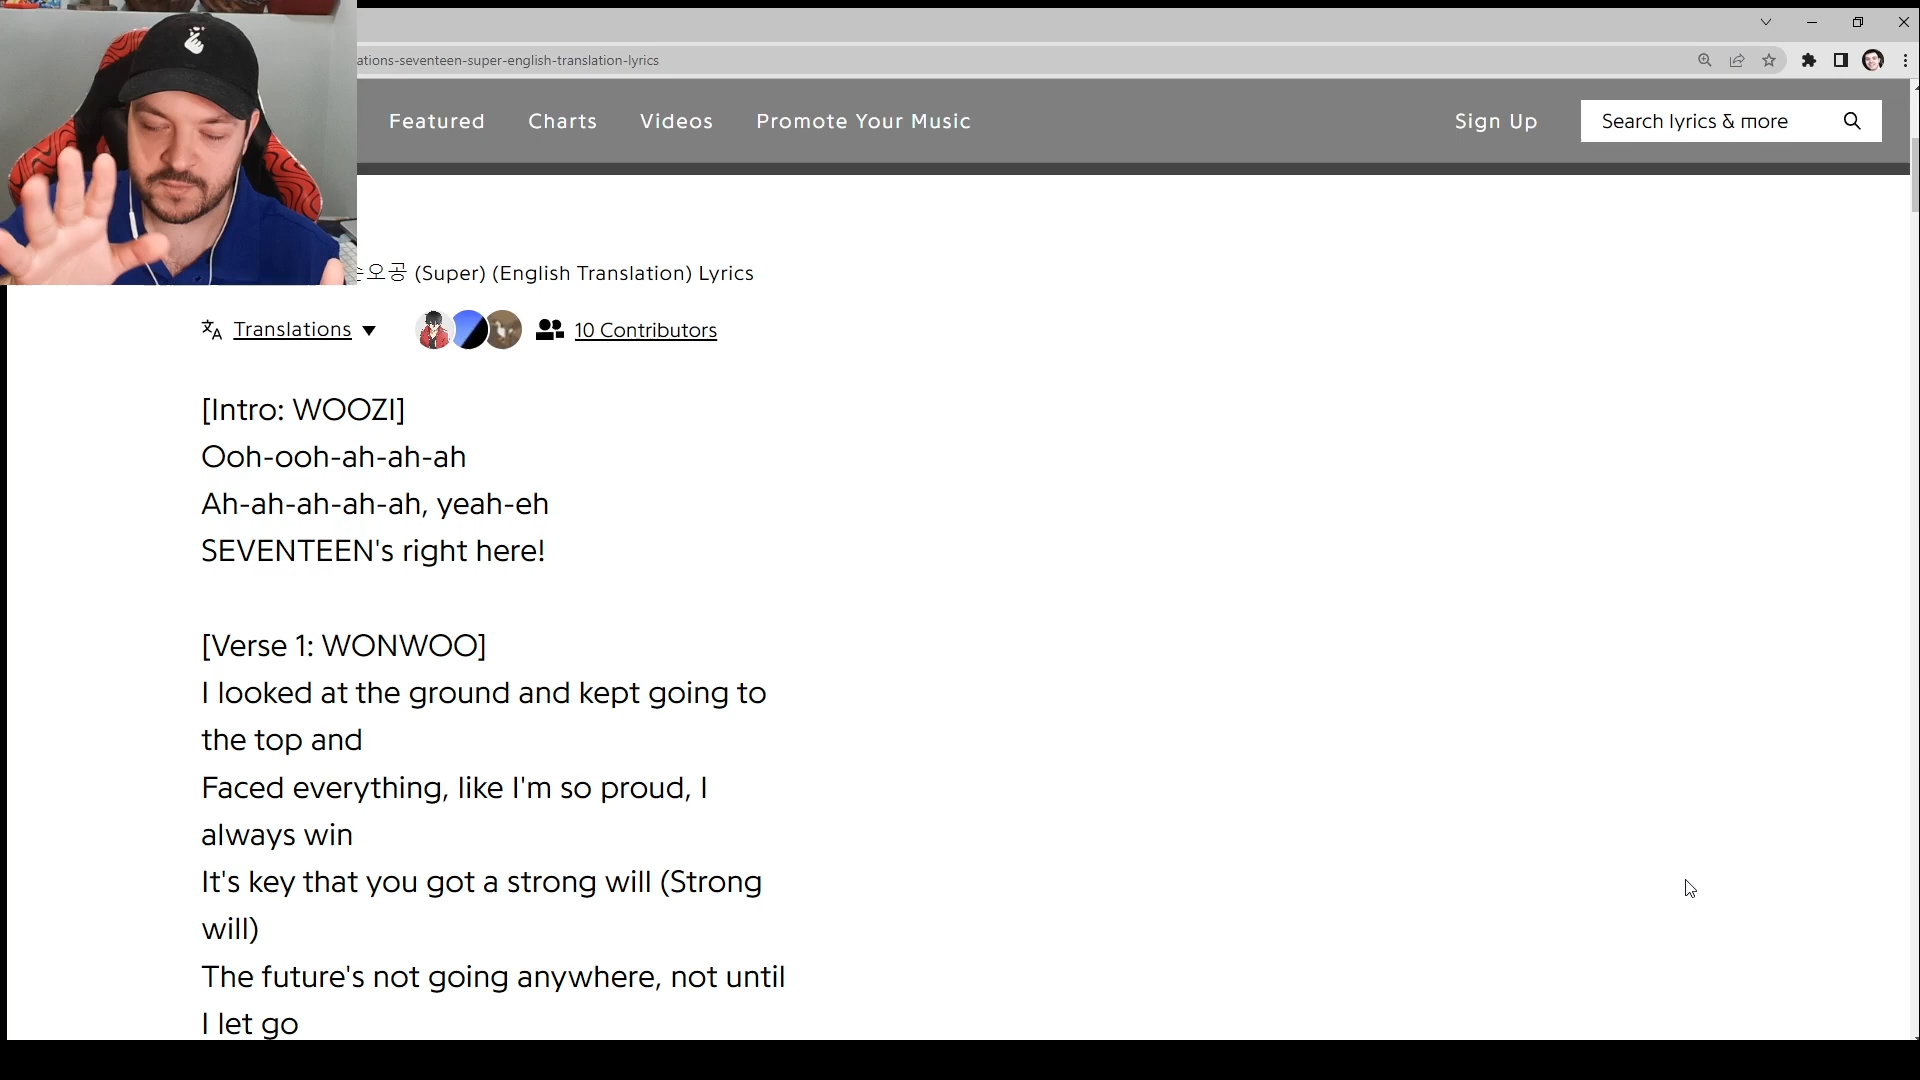 ations-seventeen-super-english-translation-lyrics
Featured Charts Videos Promote Your Music Sign Up Search lyrics & more
오공 (Super) (English Translation) Lyrics
Translations 10 Contributors
[Intro: WOOZI]
Ooh-ooh-ah-ah-ah
Ah-ah-ah-ah-ah, yeah-eh
SEVENTEEN's right here!
[Verse 1: WONWOO]
I looked at the ground and kept going to
the top and
Faced everything, like I'm so proud, I
always win
It's key that you got a strong will (Strong
will)
The future's not going anywhere, not until
I let go